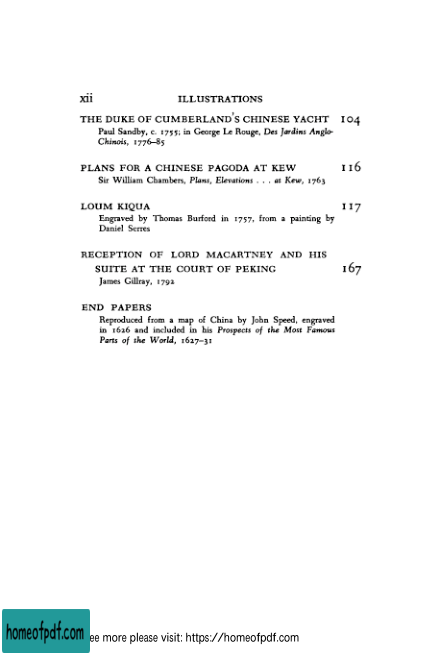 xii ILLUSTRATIONS
THE DUKE OF CUMBERLAND'S CHINESE YACHT 104
Paul Sandby, c. 1755; in George Le Rouge, Des Jardins Anglo-
Chinois, 1776–85
PLANS FOR A CHINESE PAGODA AT KEW 116
Sir William Chambers, Plans, Elevations . . . at Kew, 1763
LOUM KIQUA 117
Engraved by Thomas Burford in 1757, from a painting by
Daniel Serres
RECEPTION OF LORD MACARTNEY AND HIS
SUITE AT THE COURT OF PEKING 167
James Gillray, 1792
END PAPERS
Reproduced from a map of China by John Speed, engraved
in 1626 and included in his Prospects of the Most Famous
Parts of the World, 1627–31
homeofpdf.com ee more please visit: https://homeofpdf.com